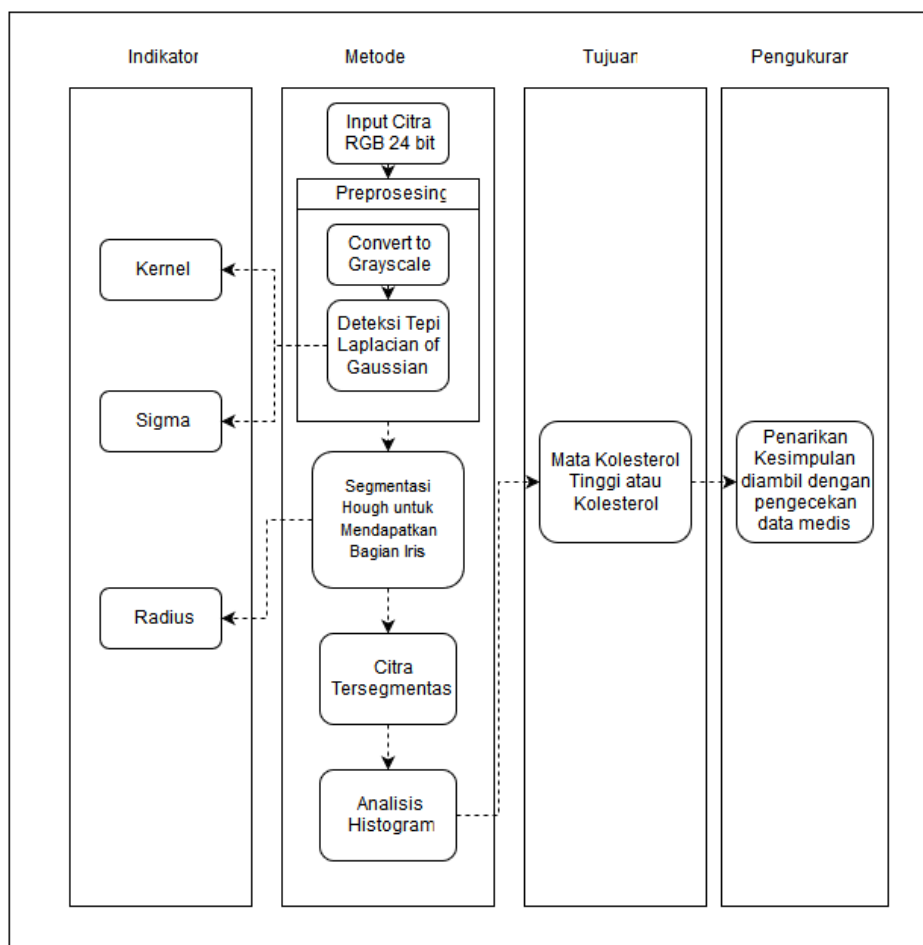 Indikator
Metode
Tujuan
Pengukurar
Input Citra
RGB 24 bit
Preprosesing
Convert to
Grayscale
Deteksi Tepi
Laplacian of
Gaussian
Kernel
Sigma
Segmentasi
Hough untuk
Mendapatkan
Bagian Iris
Radius
Citra
Tersegmentas
Analisis
Histogram
Mata Kolesterol
Tinggi atau
Kolesterol
Penarikan
Kesimpulan
diambil dengan
pengecekan
data medis